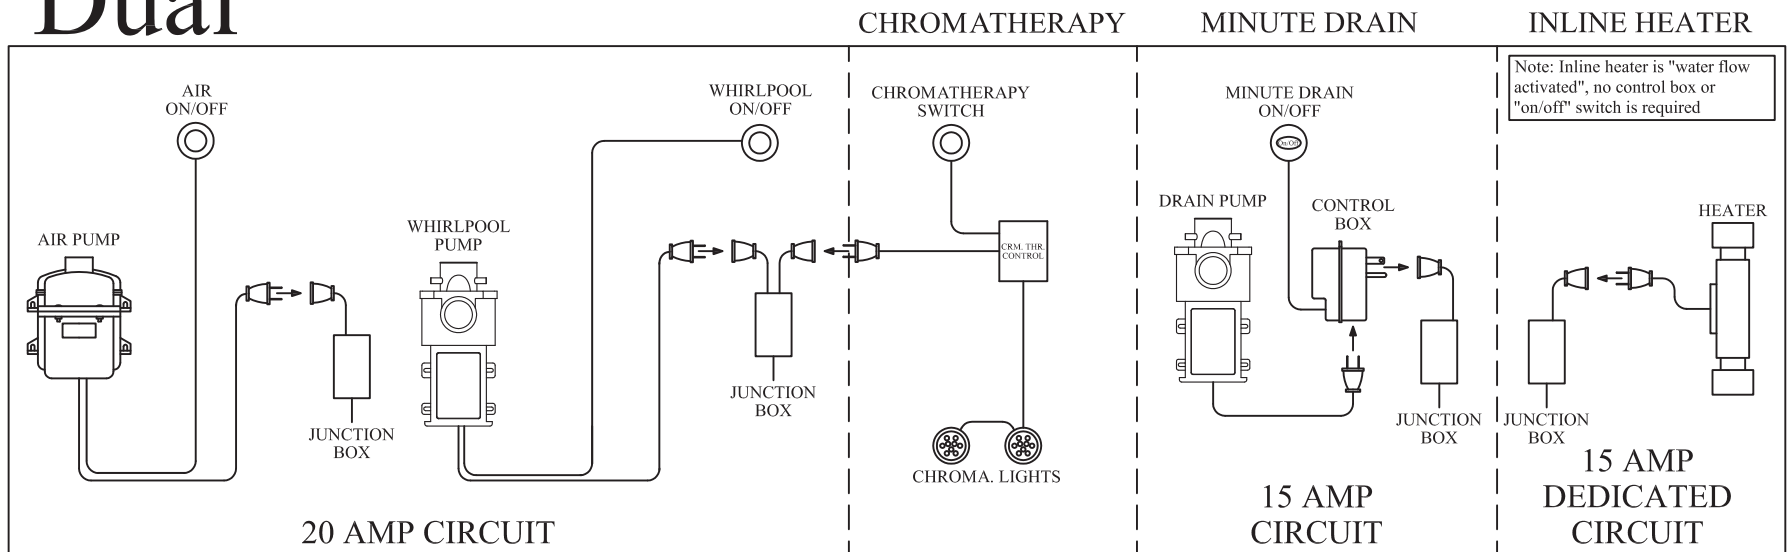 Dual
CHROMATHERAPY
MINUTE DRAIN
INLINE HEATER
AIR
ON/OFF
WHIRLPOOL
ON/OFF
AIR PUMP
WHIRLPOOL
PUMP
JUNCTION
BOX
JUNCTION
BOX
20 AMP CIRCUIT
CHROMATHERAPY
SWITCH
CRM. THR.
CONTROL
CHROMA. LIGHTS
MINUTE DRAIN
ON/OFF
On/Off
DRAIN PUMP
CONTROL
BOX
JUNCTION
BOX
15 AMP
CIRCUIT
Note: Inline heater is "water flow
activated", no control box or
"on/off" switch is required
HEATER
JUNCTION
BOX
15 AMP
DEDICATED
CIRCUIT